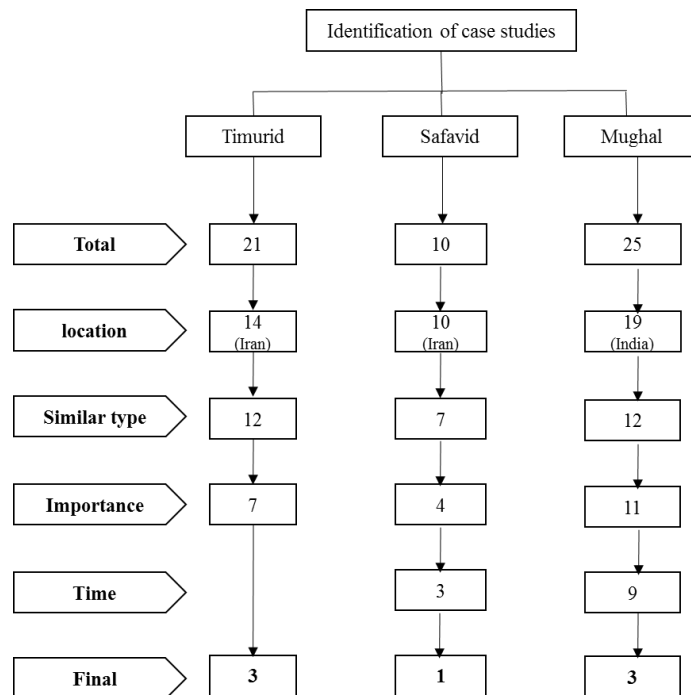 Identification of case studies
Timurid Safavid Mughal
Total 21 10 25
location 14 10 19
(Iran) (Iran) (India)
Similar type 12 7 12
Importance 7 4 11
Time 3 9
Final 3 1 3